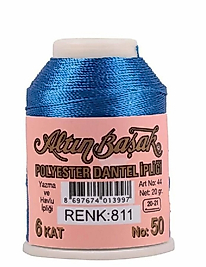 Altın Başak
POLYESTER DANTEL İPLİĞİ
Yazma
ve
Havlu
İpliği
Art No: 44
Net: 20 gr.
20-21
8 697674 013997
RENK:811
6 KAT
No: 50